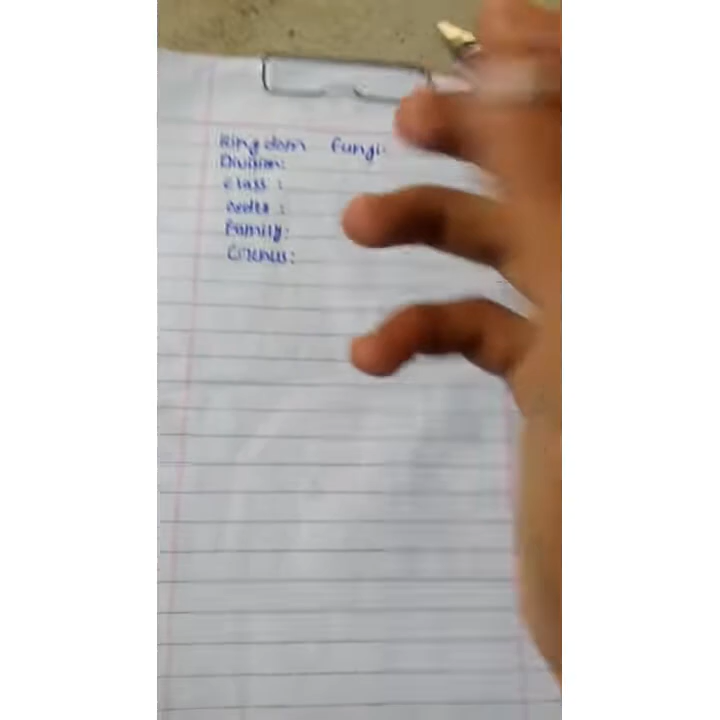 Kingdom Fungi
Division:
Class :
Order :
Family:
Genus: